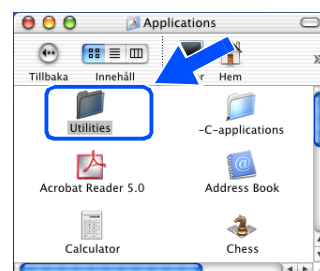 Applications
Tillbaka Innehåll Hem
Utilities -C-applications
Acrobat Reader 5.0 Address Book
Calculator Chess